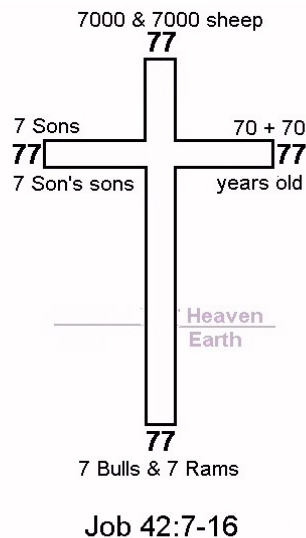 7000 & 7000 sheep
77
7 Sons
70 + 70
77
77
7 Son's sons
years old
Heaven
Earth
77
7 Bulls & 7 Rams
Job 42:7-16